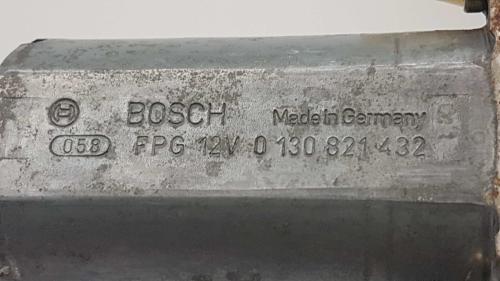 BOSCH Made in Germany
058 FPG 12V 0 130 821 432